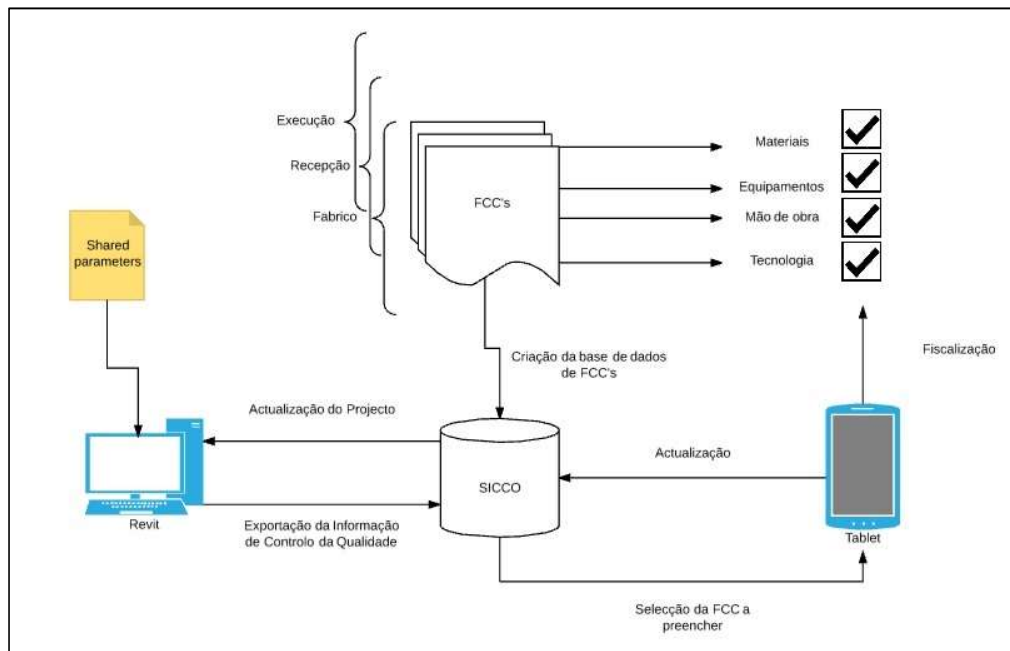 Execução
Recepção
Fabrico
FCC's
Materiais
Equipamentos
Mão de obra
Tecnologia
Shared
parameters
Criação da base de dados
de FCC's
Fiscalização
Actualização do Projecto
Actualização
SICCO
Revit
Exportação da Informação
de Controlo da Qualidade
Tablet
Selecção da FCC a
preencher